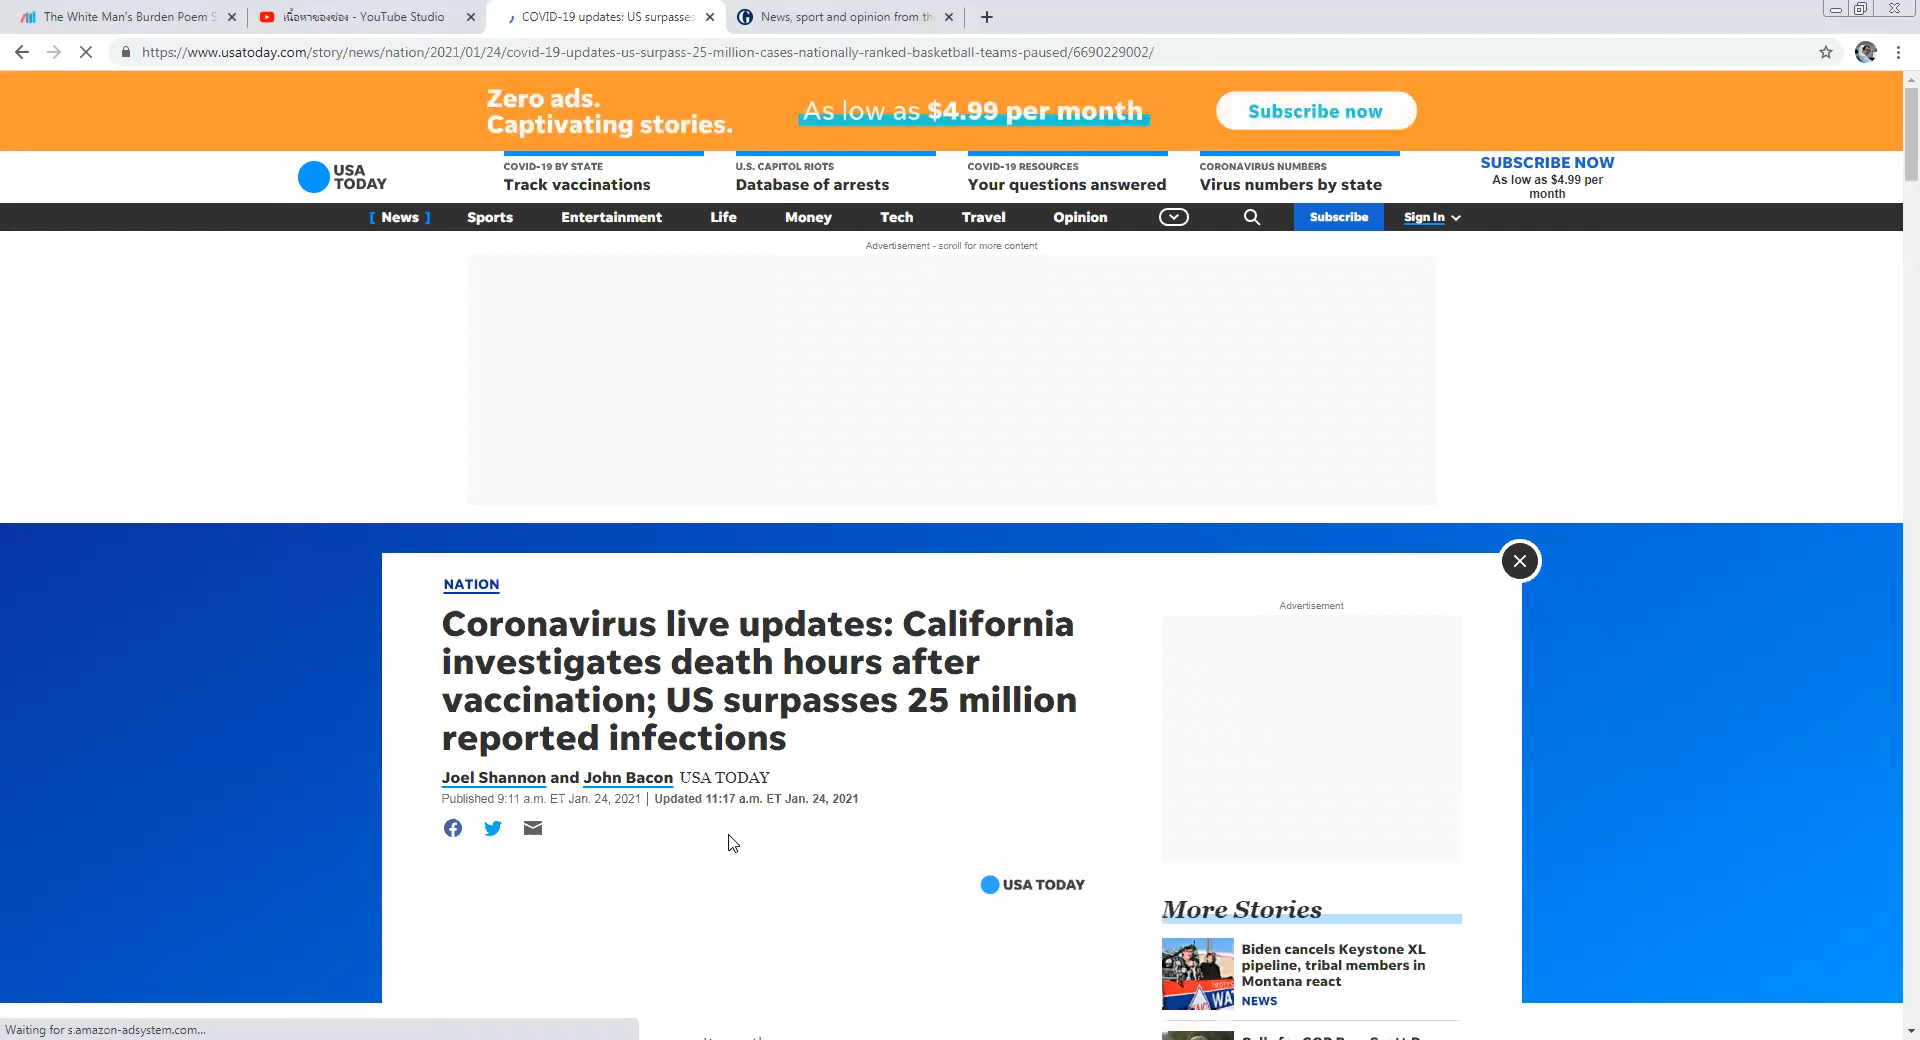 The White Man's Burden Poem S
เนื้อหาของช่อง - YouTube Studio
COVID-19 updates: US surpasses
News, sport and opinion from th
https://www.usatoday.com/story/news/nation/2021/01/24/covid-19-updates-us-surpass-25-million-cases-nationally-ranked-basketball-teams-paused/6690229002/
Zero ads.
Captivating stories.
As low as $4.99 per month
Subscribe now
USA
TODAY
COVID-19 BY STATE
Track vaccinations
U.S. CAPITOL RIOTS
Database of arrests
COVID-19 RESOURCES
Your questions answered
CORONAVIRUS NUMBERS
Virus numbers by state
SUBSCRIBE NOW
As low as $4.99 per
month
[ News ] Sports Entertainment Life Money Tech Travel Opinion Subscribe Sign In
Advertisement - scroll for more content
NATION
Coronavirus live updates: California
investigates death hours after
vaccination; US surpasses 25 million
reported infections
Joel Shannon and John Bacon USA TODAY
Published 9:11 a.m. ET Jan. 24, 2021 | Updated 11:17 a.m. ET Jan. 24, 2021
USA TODAY
Advertisement
More Stories
Biden cancels Keystone XL
pipeline, tribal members in
Montana react
NEWS
Waiting for s.amazon-adsystem.com...